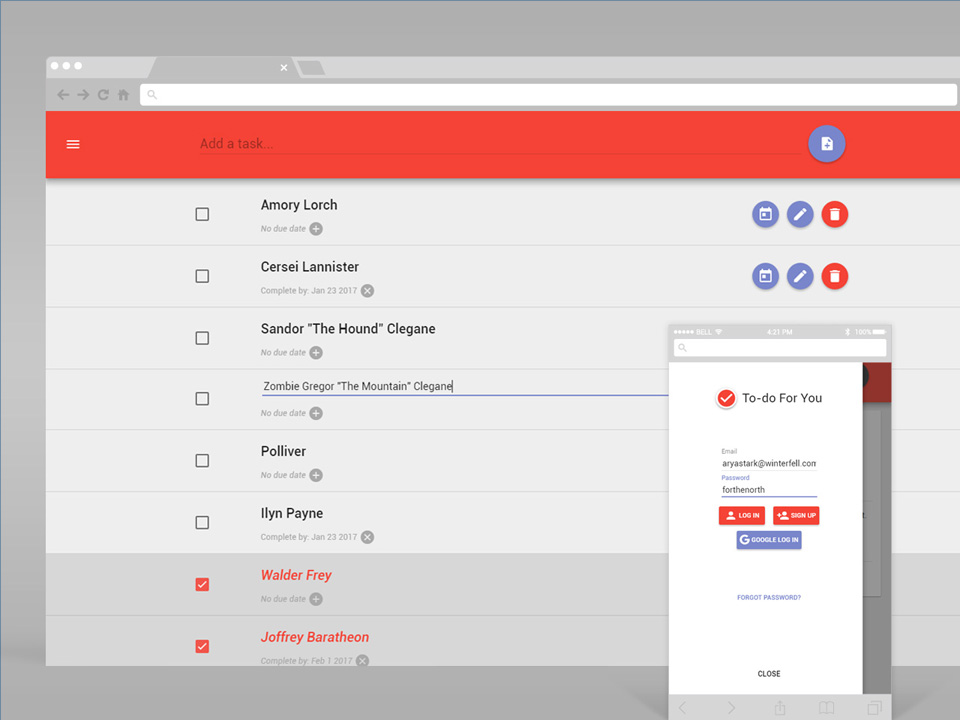 Add a task...
Amory Lorch
No due date
Cersei Lannister
Complete by: Jan 23 2017
Sandor "The Hound" Clegane
No due date
Zombie Gregor "The Mountain" Clegane
No due date
Polliver
No due date
Ilyn Payne
Complete by: Jan 23 2017
Walder Frey
No due date
Joffrey Baratheon
Complete by: Feb 1 2017
BELL 4:21 PM 100%
To-do For You
Email
aryastark@winterfell.com
Password
forthenorth
LOG IN SIGN UP
G GOOGLE LOG IN
FORGOT PASSWORD?
CLOSE